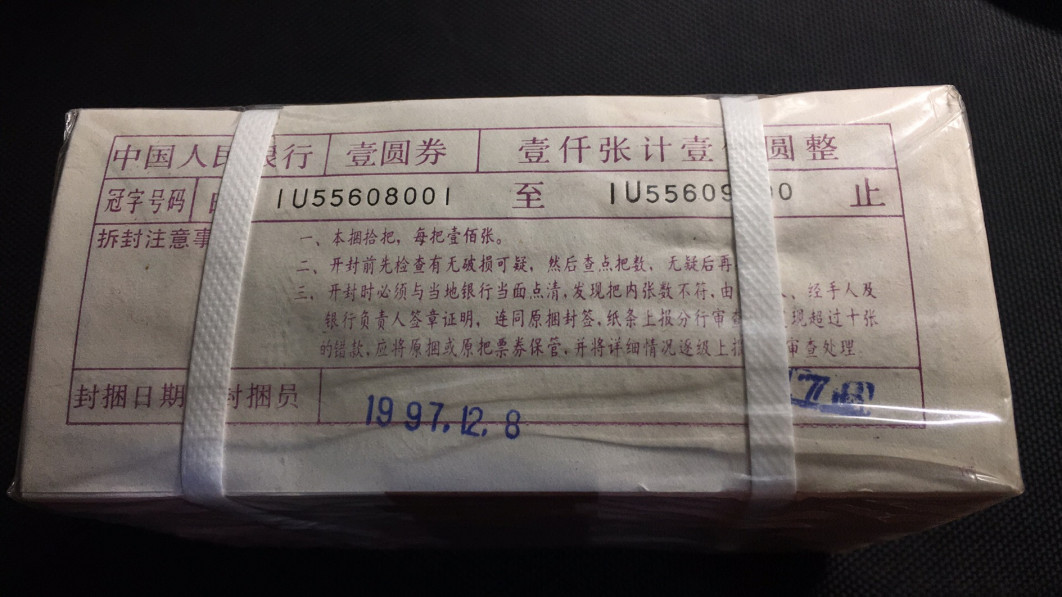 中国人民银行 壹圆券 壹仟张计壹 圆整
冠字号码 IU55608001 至 IU55609 00 止
拆封注意事
一、本捆拾把，每把壹佰张。
二、开封前先检查有无破损可疑，然后查点把数，无疑后再
三、开封时必须与当地银行当面点清，发现把内张数不符，由 人、经手人及
银行负责人签章证明，连同原捆封签，纸条上报分行审 现超过十张
的错款，应将原捆或原把票券保管，并将详细情况逐级上 审查处理
封捆日期 封捆员
1997.12.8